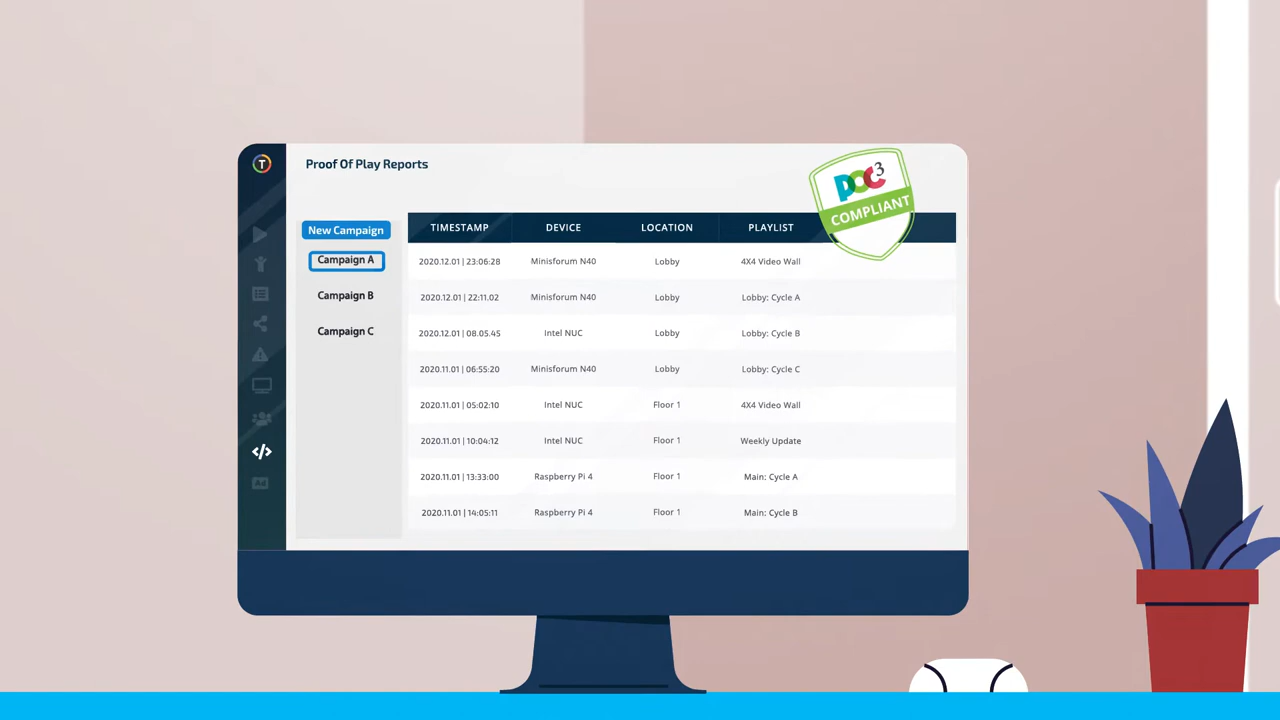 T
Proof Of Play Reports
POC3
COMPLIANT
New Campaign
Campaign A
Campaign B
Campaign C
TIMESTAMP DEVICE LOCATION PLAYLIST
2020.12.01 | 23:06:28 Minisforum N40 Lobby 4X4 Video Wall
2020.12.01 | 22:11.02 Minisforum N40 Lobby Lobby: Cycle A
2020.12.01 | 08.05.45 Intel NUC Lobby Lobby: Cycle B
2020.11.01 | 06:55:20 Minisforum N40 Lobby Lobby: Cycle C
2020.11.01 | 05:02:10 Intel NUC Floor 1 4X4 Video Wall
2020.11.01 | 10:04:12 Intel NUC Floor 1 Weekly Update
2020.11.01 | 13:33:00 Raspberry Pi 4 Floor 1 Main: Cycle A
2020.11.01 | 14:05:11 Raspberry Pi 4 Floor 1 Main: Cycle B
Ad